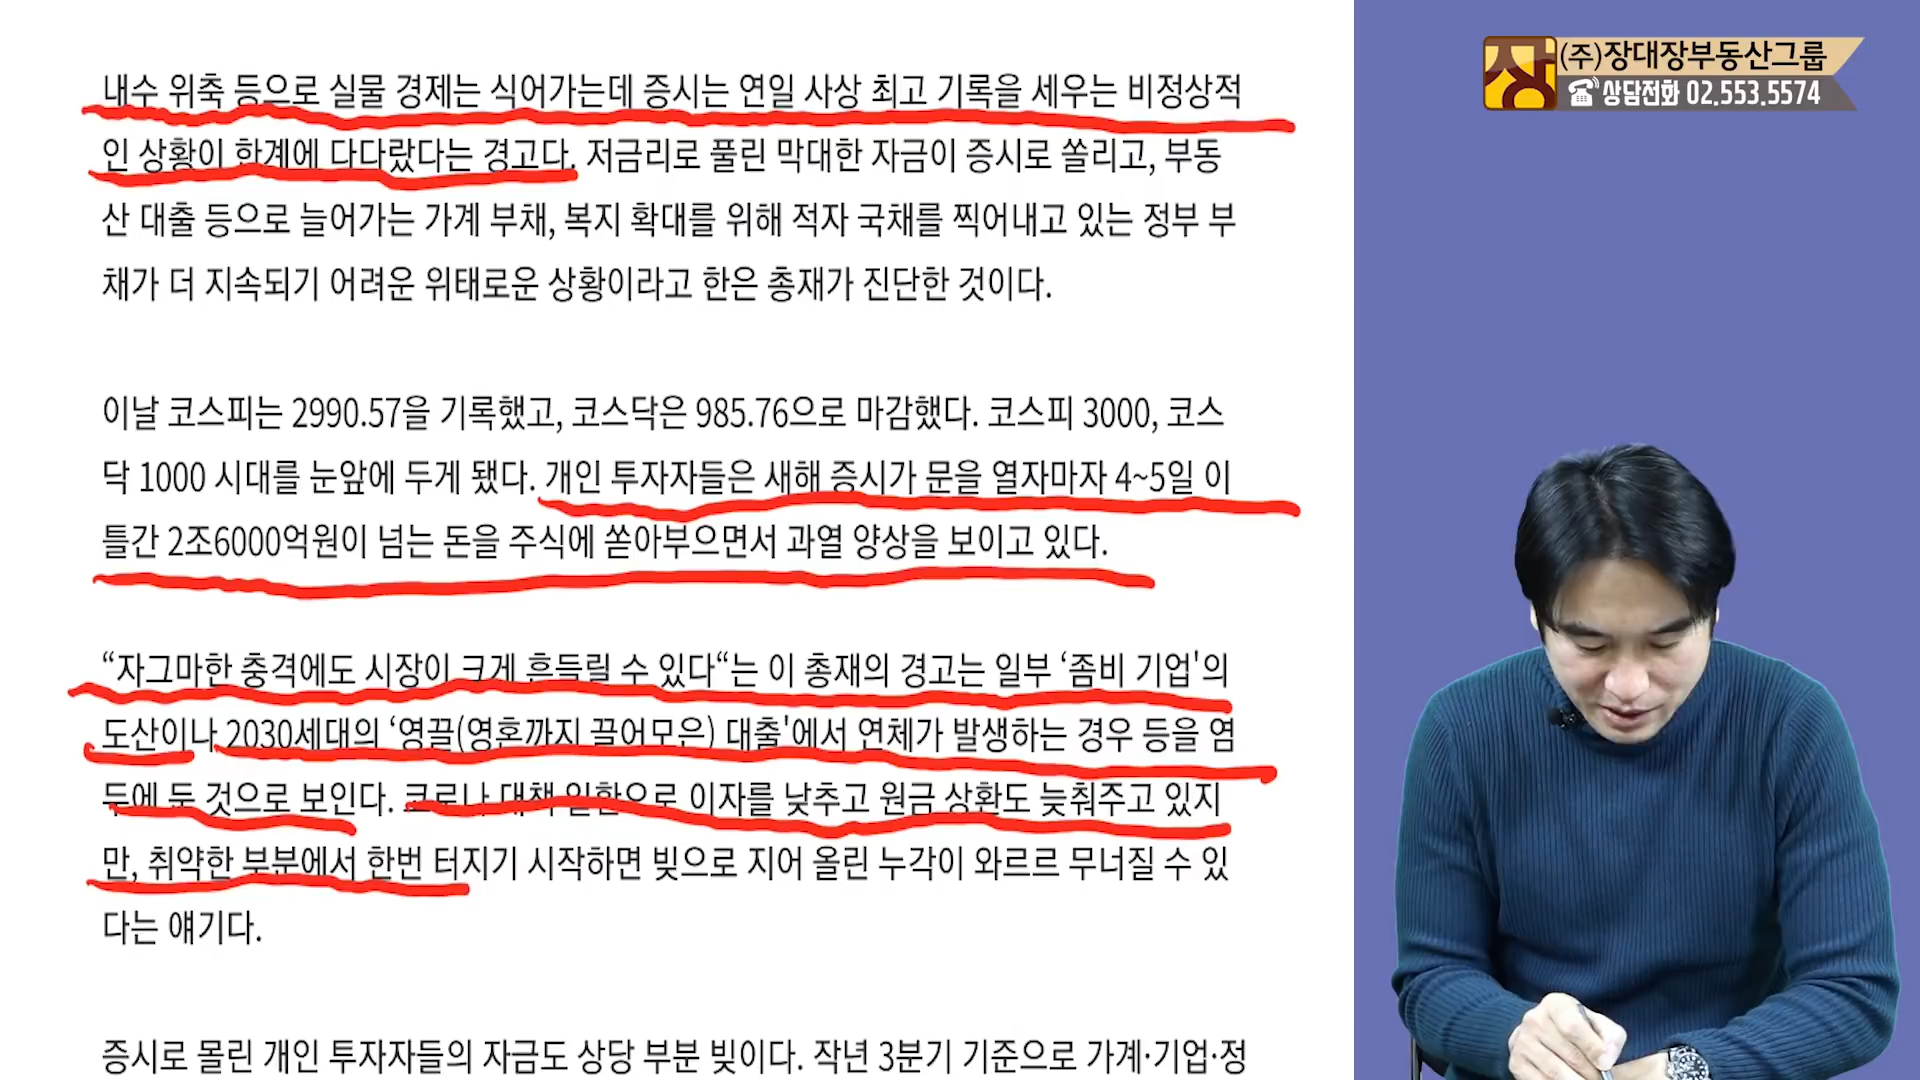 내수 위축 등으로 실물 경제는 식어가는데 증시는 연일 사상 최고 기록을 세우는 비정상적
인 상황이 한계에 다다랐다는 경고다. 저금리로 풀린 막대한 자금이 증시로 쏠리고, 부동
산 대출 등으로 늘어가는 가계 부채, 복지 확대를 위해 적자 국채를 찍어내고 있는 정부 부
채가 더 지속되기 어려운 위태로운 상황이라고 한은 총재가 진단한 것이다.
이날 코스피는 2990.57을 기록했고, 코스닥은 985.76으로 마감했다. 코스피 3000, 코스
닥 1000 시대를 눈앞에 두게 됐다. 개인 투자자들은 새해 증시가 문을 열자마자 4~5일 이
틀간 2조6000억원이 넘는 돈을 주식에 쏟아부으면서 과열 양상을 보이고 있다.
“자그마한 충격에도 시장이 크게 흔들릴 수 있다“는 이 총재의 경고는 일부 ‘좀비 기업'의
도산이나 2030세대의 ‘영끌(영혼까지 끌어모은) 대출'에서 연체가 발생하는 경우 등을 염
두에 둔 것으로 보인다. 코로나 대책 일환으로 이자를 낮추고 원금 상환도 늦춰주고 있지
만, 취약한 부분에서 한번 터지기 시작하면 빚으로 지어 올린 누각이 와르르 무너질 수 있
다는 얘기다.
증시로 몰린 개인 투자자들의 자금도 상당 부분 빚이다. 작년 3분기 기준으로 가계·기업·정
장
(주)장대장부동산그룹
상담전화 02.553.5574